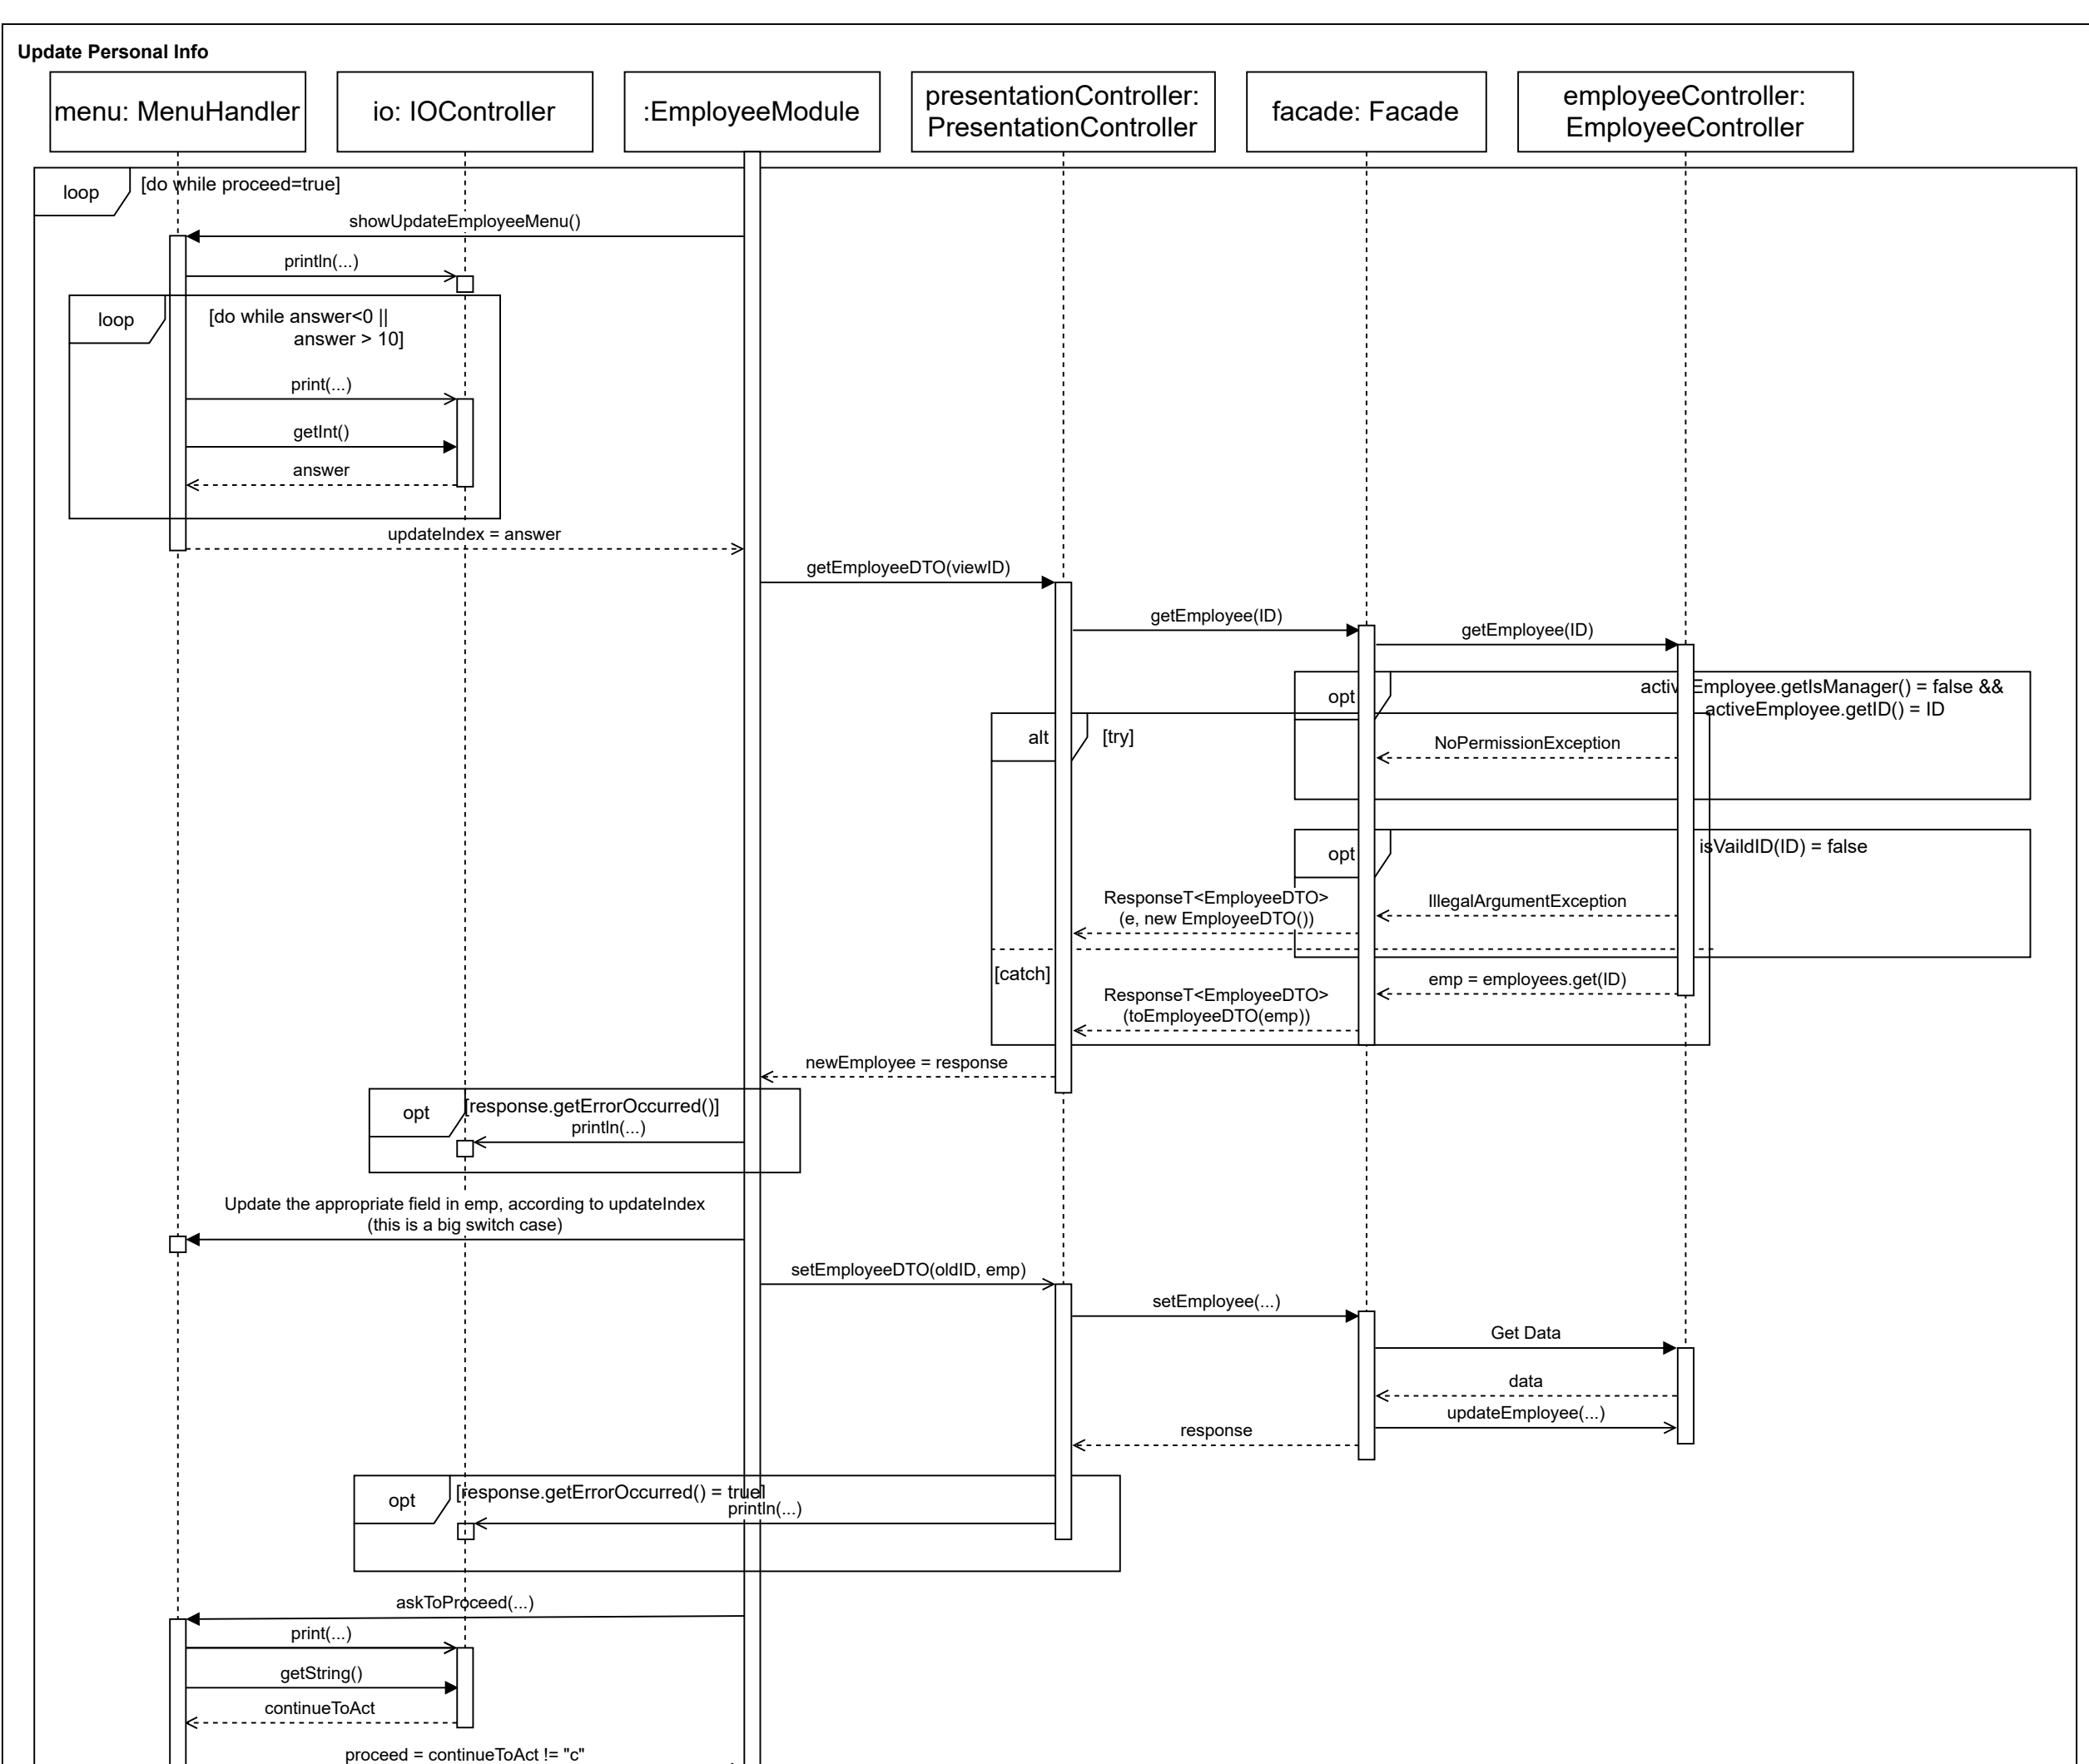 Update Personal Info
menu: MenuHandler
io: IOController
:EmployeeModule
presentationController:
PresentationController
facade: Facade
employeeController:
EmployeeController
loop
[do while proceed=true]
showUpdateEmployeeMenu()
println(...)
loop
[do while answer<0 ||
answer > 10]
print(...)
getInt()
answer
updateIndex = answer
getEmployeeDTO(viewID)
getEmployee(ID)
getEmployee(ID)
opt
activeEmployee.getIsManager() = false &&
activeEmployee.getID() = ID
alt
[try]
NoPermissionException
opt
isVaildID(ID) = false
ResponseT<EmployeeDTO>
(e, new EmployeeDTO())
IllegalArgumentException
[catch]
emp = employees.get(ID)
ResponseT<EmployeeDTO>
(toEmployeeDTO(emp))
newEmployee = response
opt
[response.getErrorOccurred()]
println(...)
Update the appropriate field in emp, according to updateIndex
(this is a big switch case)
setEmployeeDTO(oldID, emp)
setEmployee(...)
Get Data
data
updateEmployee(...)
response
opt
[response.getErrorOccurred() = true]
println(...)
askToProceed(...)
print(...)
getString()
continueToAct
proceed = continueToAct != "c"